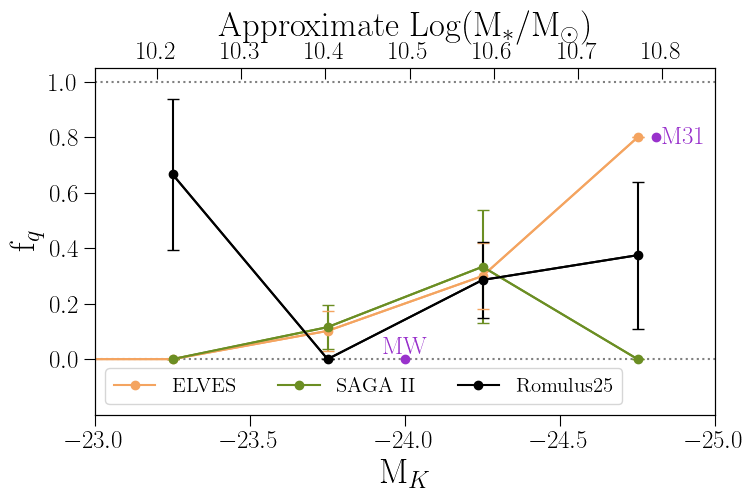 Approximate Log(M*/M☉)
10.2 10.3 10.4 10.5 10.6 10.7 10.8
1.0
0.8
0.6
0.4
0.2
0.0
f_q
M31
MW
ELVES SAGA II Romulus25
−23.0 −23.5 −24.0 −24.5 −25.0
M_K